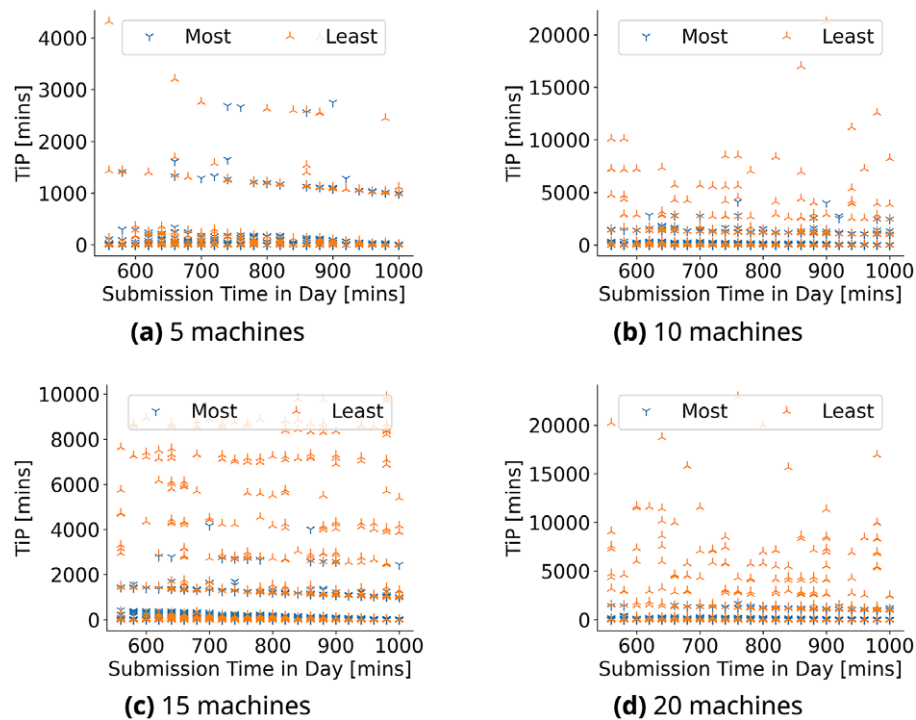 4000
3000
2000
1000
0
TiP [mins]
Most Least
600 700 800 900 1000
Submission Time in Day [mins]
(a) 5 machines
20000
15000
10000
5000
0
TiP [mins]
Most Least
600 700 800 900 1000
Submission Time in Day [mins]
(b) 10 machines
10000
8000
6000
4000
2000
0
TiP [mins]
Most Least
600 700 800 900 1000
Submission Time in Day [mins]
(c) 15 machines
20000
15000
10000
5000
0
TiP [mins]
Most Least
600 700 800 900 1000
Submission Time in Day [mins]
(d) 20 machines